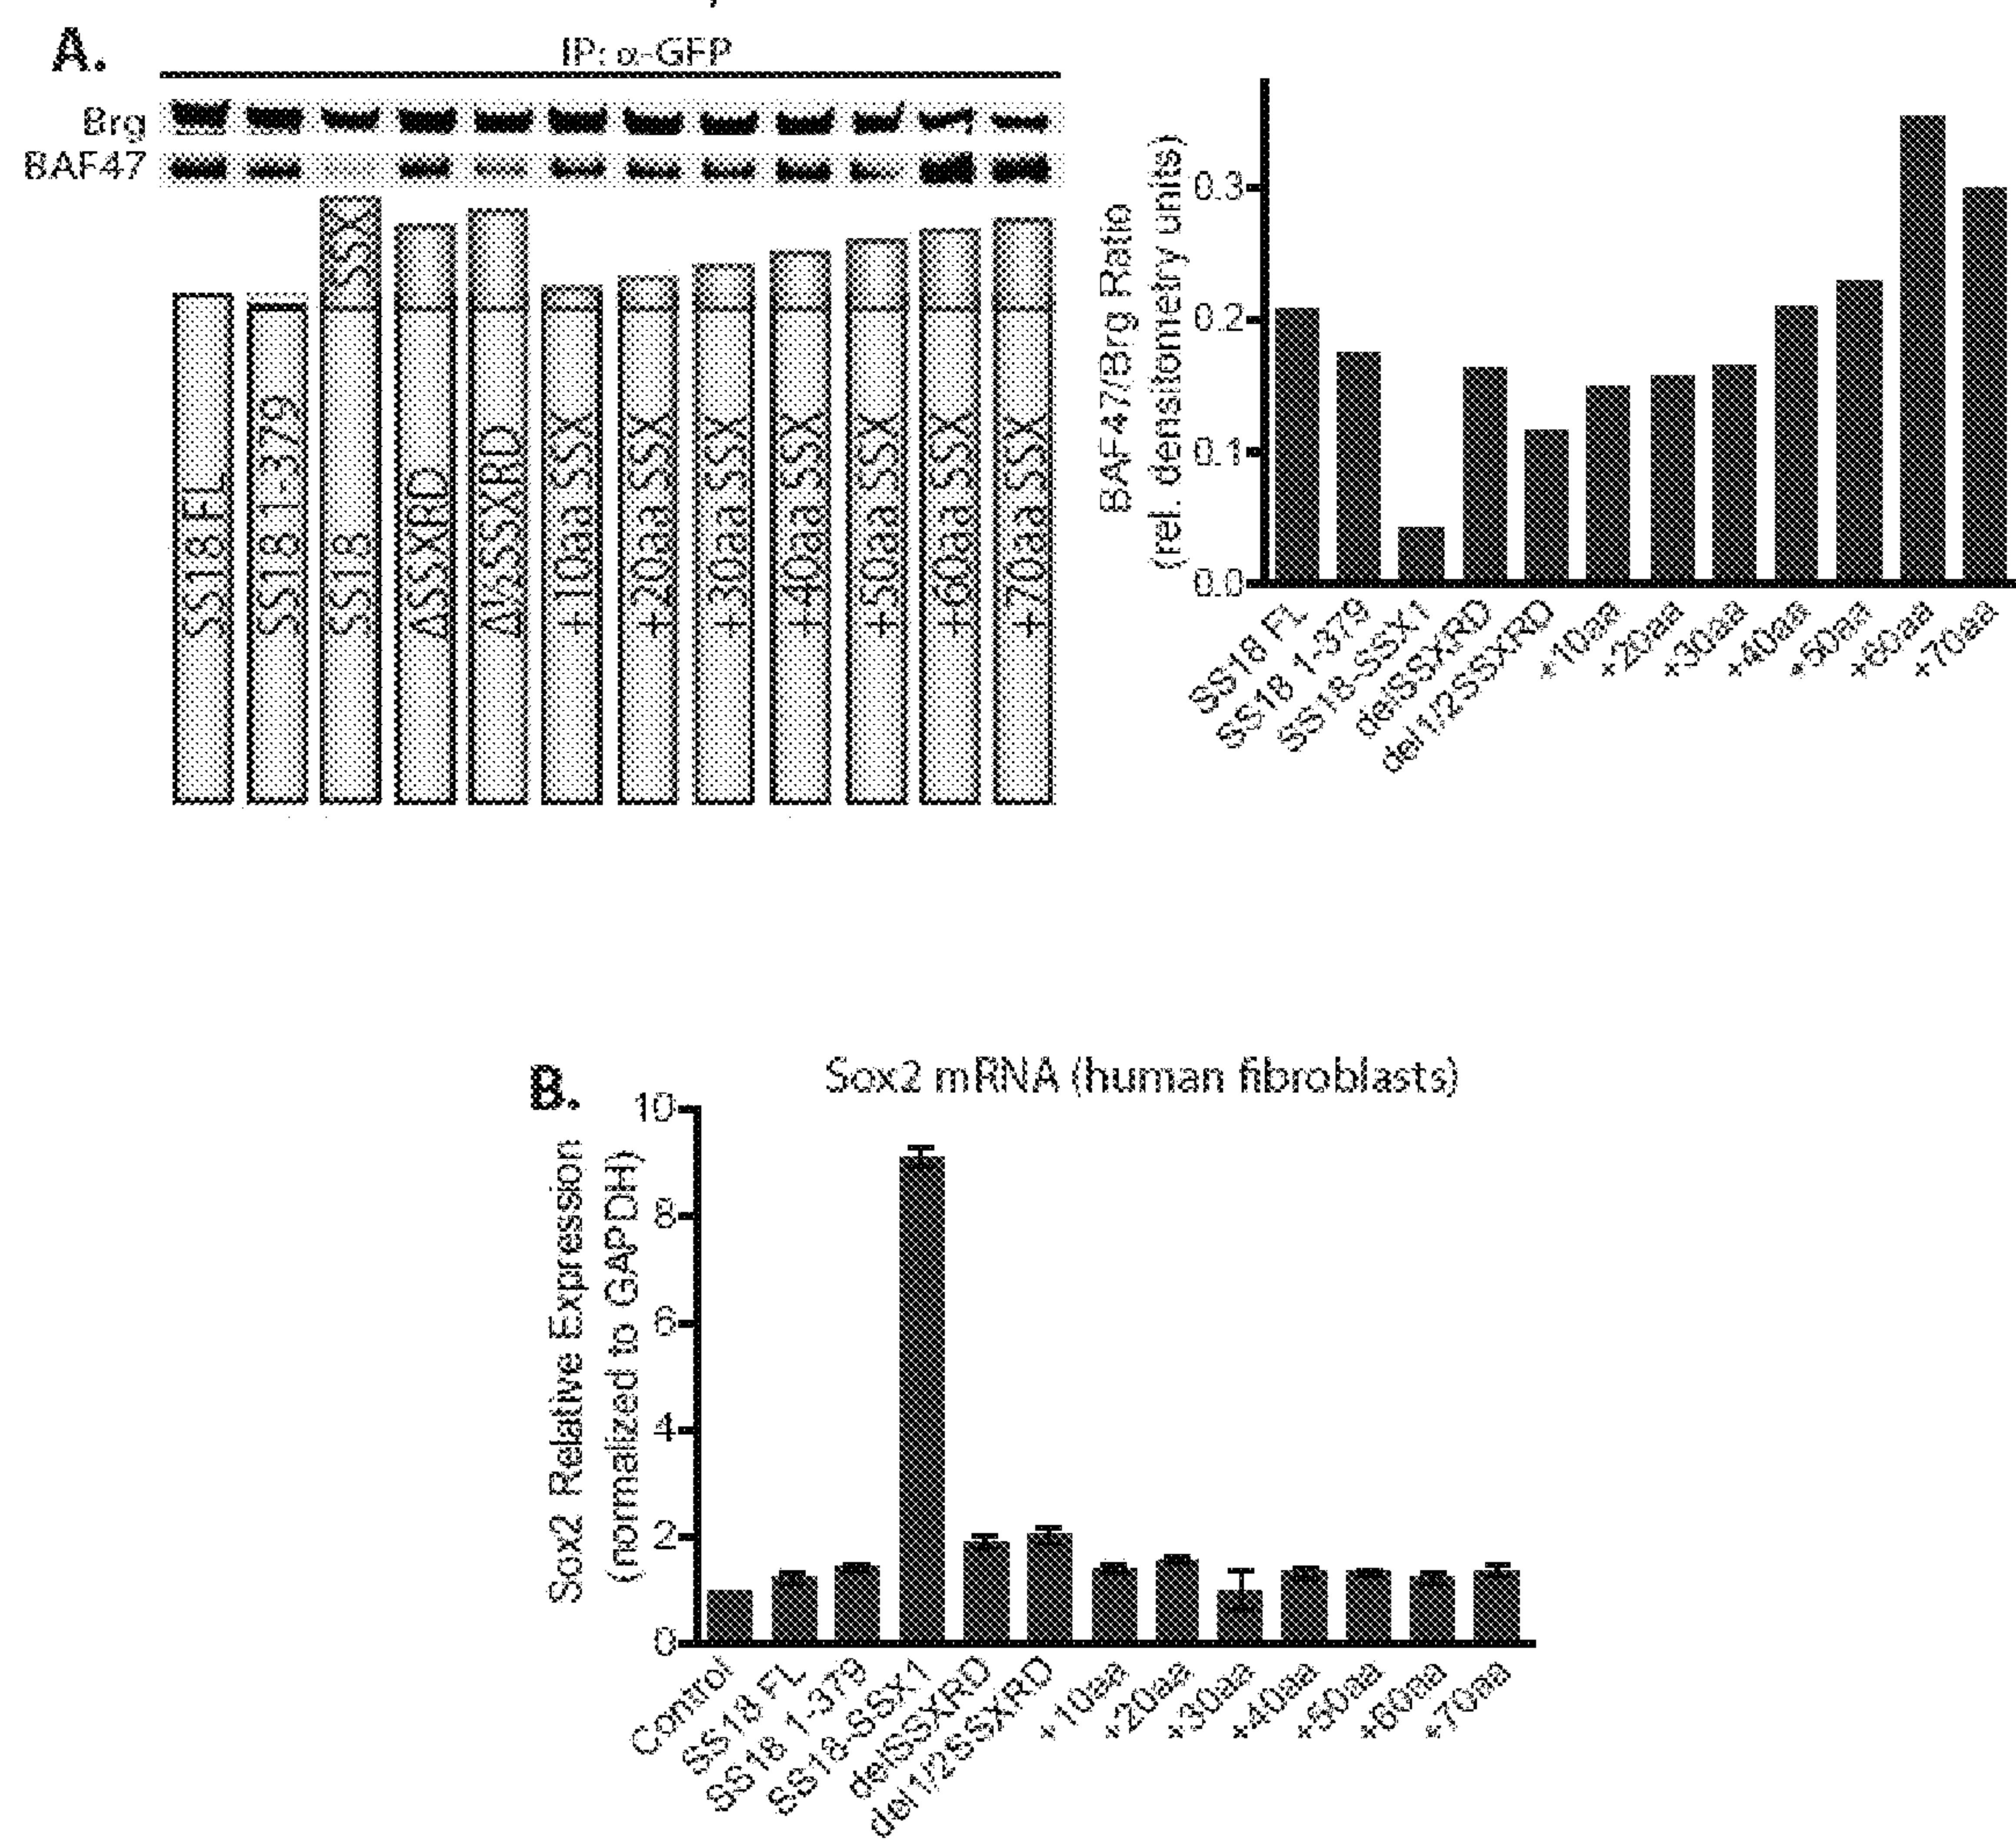 A.
IP: α-GFP
Brg
BAF47
SS18 FL
SS18 1-379
SS18 SSX
ΔSSXRD
Δ½SSXRD
+10aa SSX
+20aa SSX
+30aa SSX
+40aa SSX
+50aa SSX
+60aa SSX
+70aa SSX
BAF47/Brg Ratio
(rel. densitometry units)
0.3
0.2
0.1
0.0
SS18 FL
SS18 1-379
SS18-SSX1
delSSXRD
del1/2SSXRD
+10aa
+20aa
+30aa
+40aa
+50aa
+60aa
+70aa
B.
Sox2 mRNA (human fibroblasts)
Sox2 Relative Expression
(normalized to GAPDH)
10
8
6
4
2
0
Control
SS18 FL
SS18 1-379
SS18-SSX1
delSSXRD
del1/2SSXRD
+10aa
+20aa
+30aa
+40aa
+50aa
+60aa
+70aa